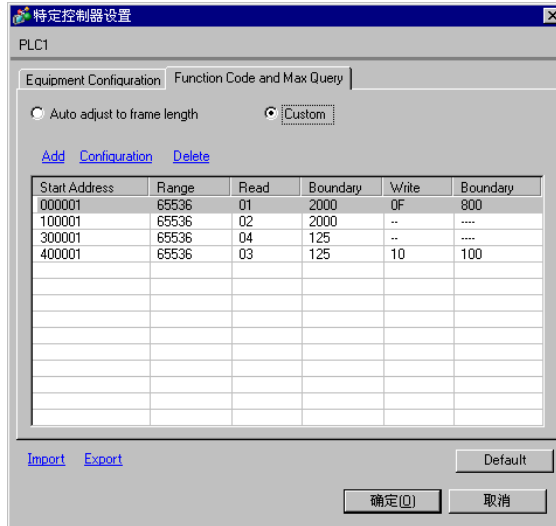 特定控制器设置
PLC1
Equipment Configuration Function Code and Max Query
Auto adjust to frame length Custom
Add Configuration Delete
Start Address Range Read Boundary Write Boundary
000001 65536 01 2000 0F 800
100001 65536 02 2000 -- ----
300001 65536 04 125 -- ----
400001 65536 03 125 10 100
Import Export Default
确定(O) 取消